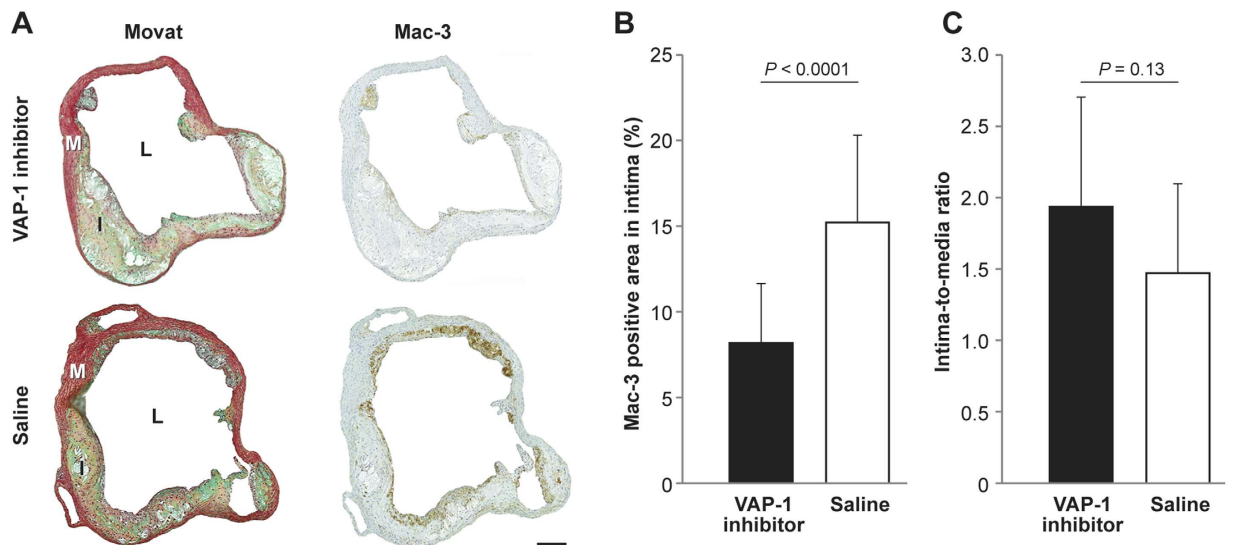 A
Movat
Mac-3
VAP-1 inhibitor
M
L
I
Saline
M
L
I
B
Mac-3 positive area in intima (%)
25
20
15
10
5
0
P < 0.0001
VAP-1
inhibitor
Saline
C
Intima-to-media ratio
3.0
2.5
2.0
1.5
1.0
0.5
0.0
P = 0.13
VAP-1
inhibitor
Saline